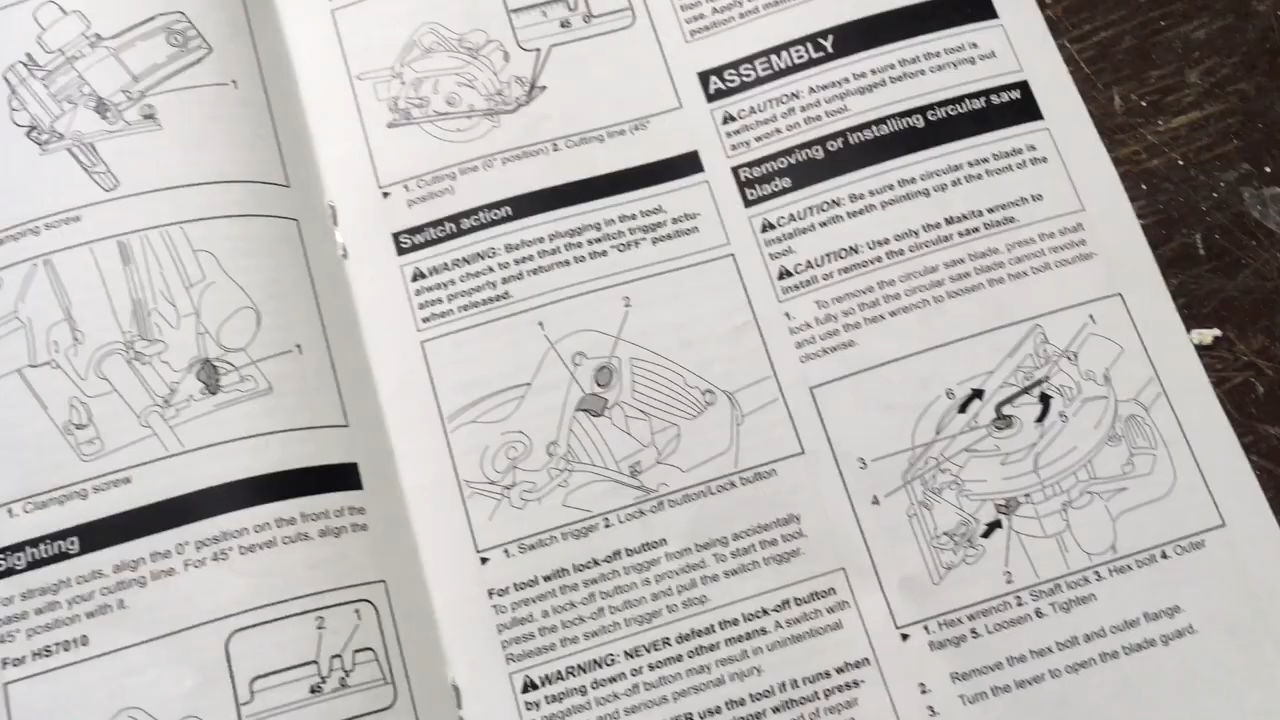 1
amping screw
1
1. Clamping screw
Sighting
For straight cuts, align the 0° position on the front of the
base with your cutting line. For 45° bevel cuts, align the
45° position with it.
For HS7010
2
1
45
0
45
0
1. Cutting line (0° position) 2. Cutting line (45°
position)
Switch action
WARNING: Before plugging in the tool,
always check to see that the switch trigger actu-
ates properly and returns to the "OFF" position
when released.
1
2
1. Switch trigger 2. Lock-off button/Lock button
For tool with lock-off button
To prevent the switch trigger from being accidentally
pulled, a lock-off button is provided. To start the tool,
press the lock-off button and pull the switch trigger.
Release the switch trigger to stop.
WARNING: NEVER defeat the lock-off button
by taping down or some other means. A switch with
a negated lock-off button may result in unintentional
and serious personal injury.
use the tool if it runs when
without press-
of repair
use. Apply
position and
ASSEMBLY
CAUTION: Always be sure that the tool is
switched off and unplugged before carrying out
any work on the tool.
Removing or installing circular saw
blade
CAUTION: Be sure the circular saw blade is
installed with teeth pointing up at the front of the
tool.
CAUTION: Use only the Makita wrench to
install or remove the circular saw blade.
1. To remove the circular saw blade, press the shaft
lock fully so that the circular saw blade cannot revolve
and use the hex wrench to loosen the hex bolt counter-
clockwise.
1
6
5
3
4
2
1. Hex wrench 2. Shaft lock 3. Hex bolt 4. Outer
flange 5. Loosen 6. Tighten
2. Remove the hex bolt and outer flange.
3. Turn the lever to open the blade guard.